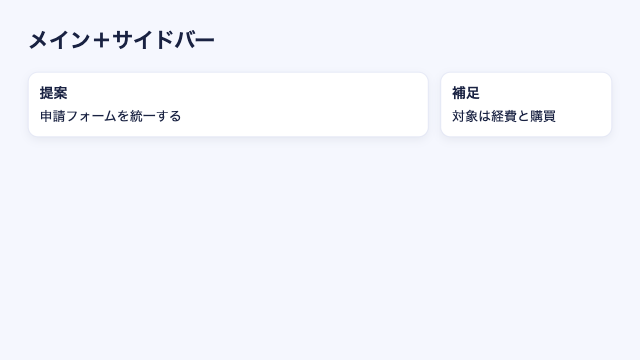 メイン＋サイドバー
提案
申請フォームを統一する
補足
対象は経費と購買